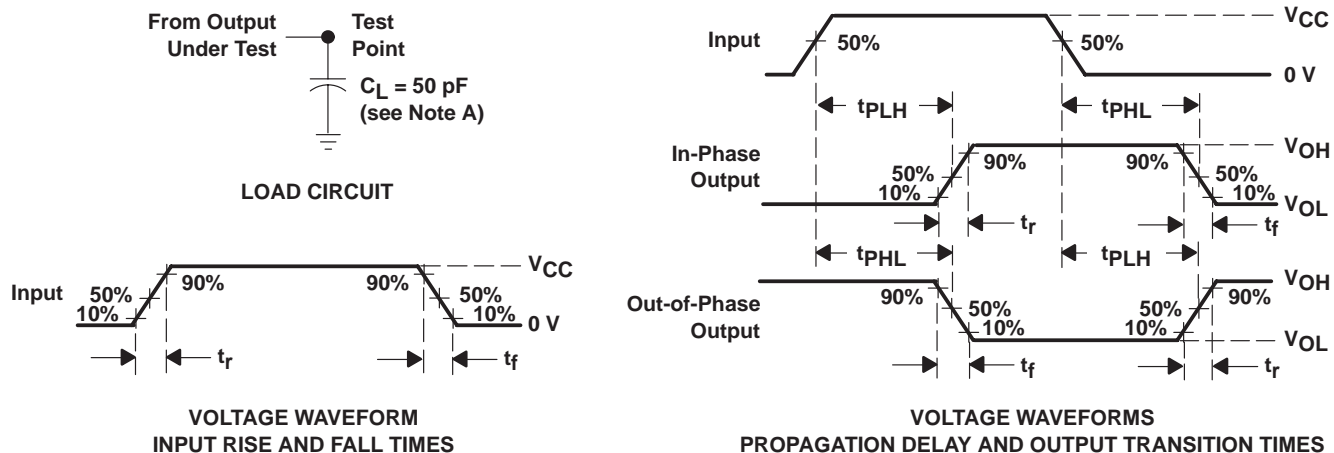 From Output
Under Test
Test
Point
CL = 50 pF
(see Note A)
LOAD CIRCUIT
Input
50%
10%
90%
90%
50%
10%
VCC
0 V
tr
tf
VOLTAGE WAVEFORM
INPUT RISE AND FALL TIMES
Input
50%
50%
VCC
0 V
tPLH
tPHL
In-Phase
Output
50%
10%
90%
90%
50%
10%
VOH
VOL
tr
tf
tPHL
tPLH
Out-of-Phase
Output
90%
50%
10%
50%
10%
90%
VOH
VOL
tf
tr
VOLTAGE WAVEFORMS
PROPAGATION DELAY AND OUTPUT TRANSITION TIMES